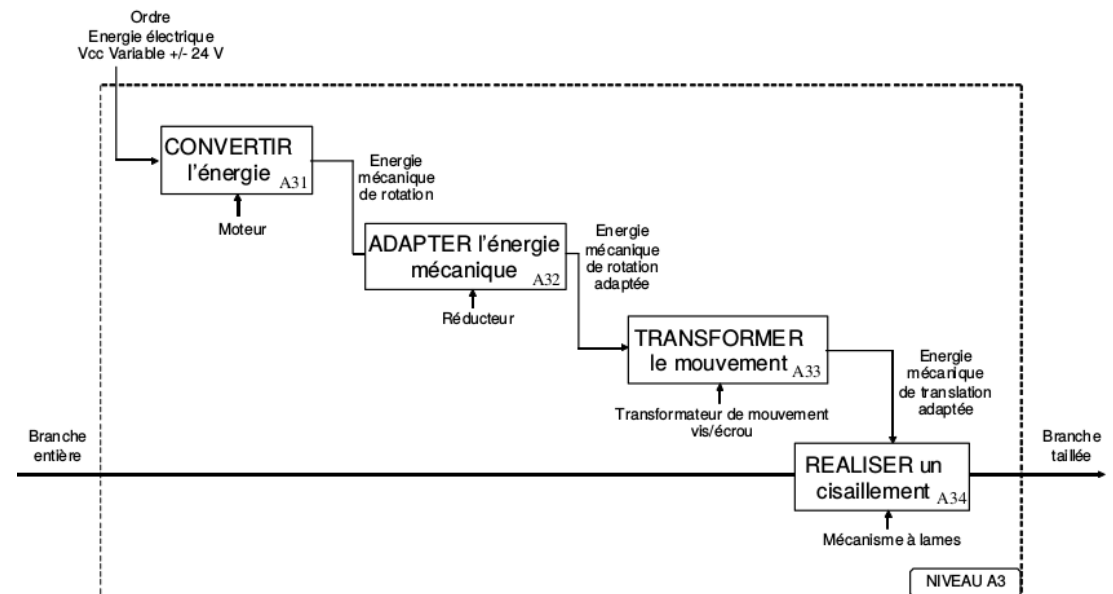 Ordre
Energie électrique
Vcc Variable +/- 24 V
CONVERTIR
l'énergie
A31
Moteur
Energie
mécanique
de rotation
ADAPTER l'énergie
mécanique
A32
Réducteur
Energie
mécanique
de rotation
adaptée
TRANSFORMER
le mouvement
A33
Transformateur de mouvement
vis/écrou
Energie
mécanique
de translation
adaptée
Branche
entière
REALISER un
cisaillement
A34
Mécanisme à lames
Branche
taillée
NIVEAU A3